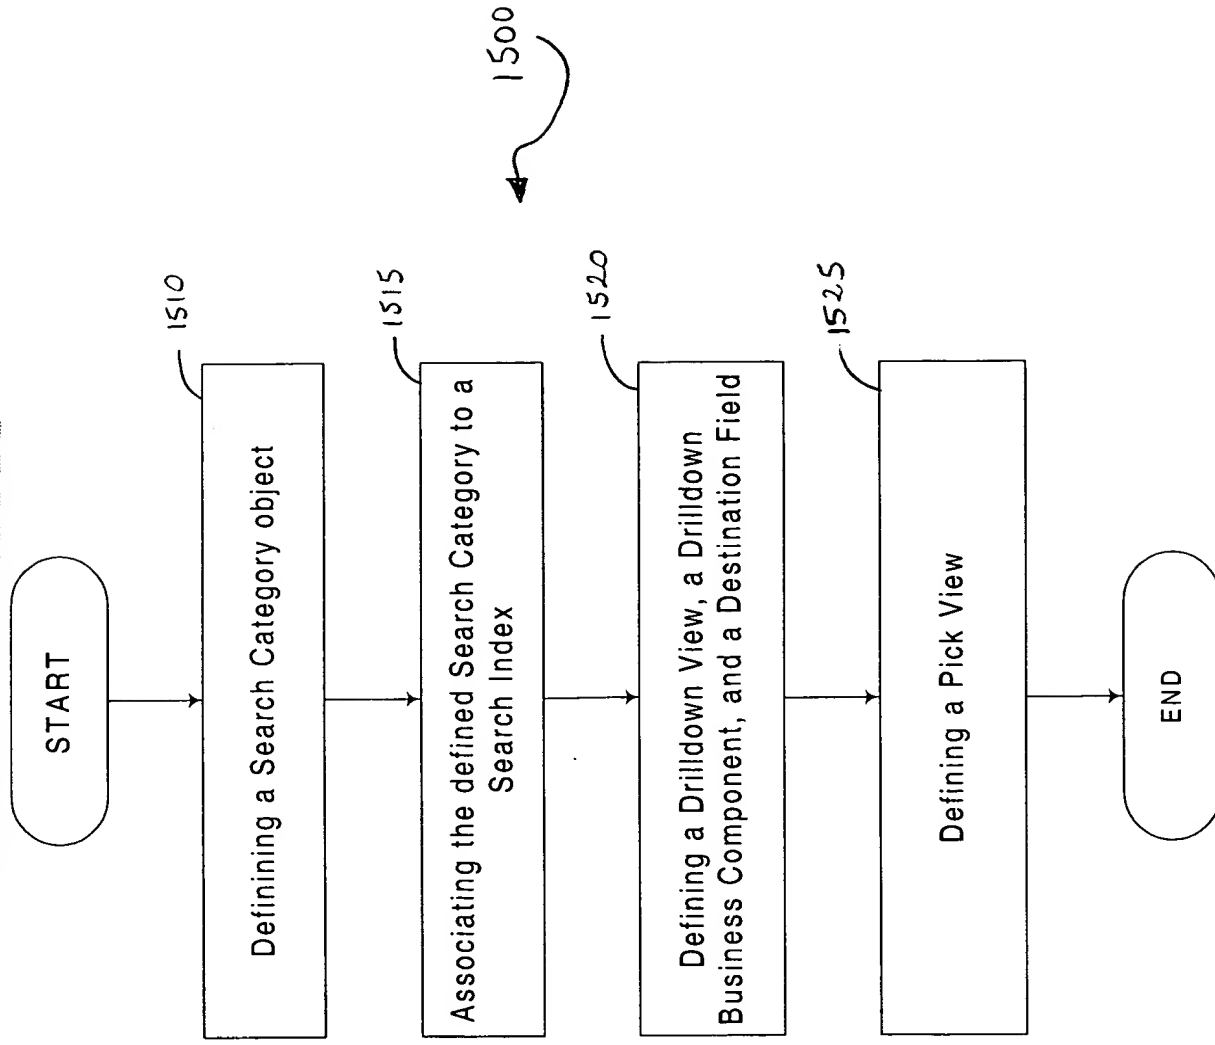 START
1510
Definining a Search Category object
1515
Associating the defined Search Category to a
Search Index
1520
Defining a Drilldown View, a Drilldown
Business Component, and a Destination Field
1525
Defining a Pick View
END
1500